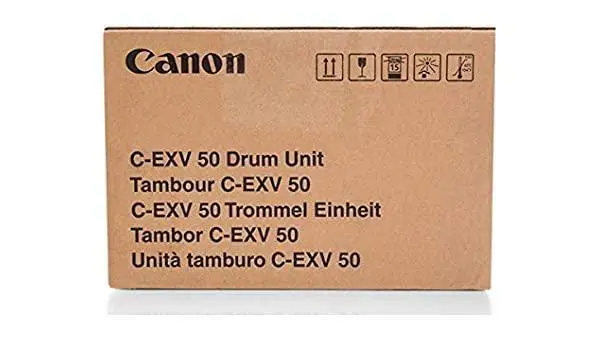 Canon
15
C-EXV 50 Drum Unit
Tambour C-EXV 50
C-EXV 50 Trommel Einheit
Tambor C-EXV 50
Unità tamburo C-EXV 50